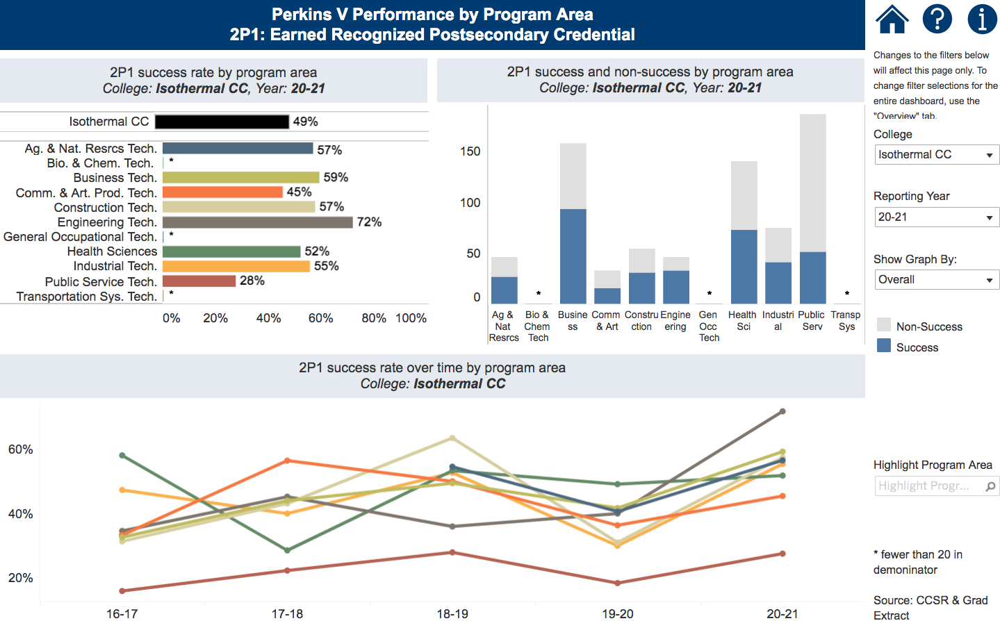 Perkins V Performance by Program Area
2P1: Earned Recognized Postsecondary Credential
Changes to the filters below
will affect this page only. To
change filter selections for the
entire dashboard, use the
"Overview" tab.
2P1 success rate by program area
College: Isothermal CC, Year: 20-21
Isothermal CC 49%
Ag. & Nat. Resrcs Tech. 57%
Bio. & Chem. Tech. *
Business Tech. 59%
Comm. & Art. Prod. Tech. 45%
Construction Tech. 57%
Engineering Tech. 72%
General Occupational Tech. *
Health Sciences 52%
Industrial Tech. 55%
Public Service Tech. 28%
Transportation Sys. Tech. *
0% 20% 40% 60% 80% 100%
2P1 success and non-success by program area
College: Isothermal CC, Year: 20-21
150
100
50
0
* * *
Ag & Bio & Busine Comm Constru Engine Gen Health Industri Public Transp
Nat Chem ss & Art ction ering Occ Sci al Serv Sys
Resrcs Tech Tech
College
Isothermal CC
Reporting Year
20-21
Show Graph By:
Overall
Non-Success
Success
2P1 success rate over time by program area
College: Isothermal CC
60%
40%
20%
16-17 17-18 18-19 19-20 20-21
Highlight Program Area
Highlight Progr...
* fewer than 20 in
demoninator
Source: CCSR & Grad
Extract